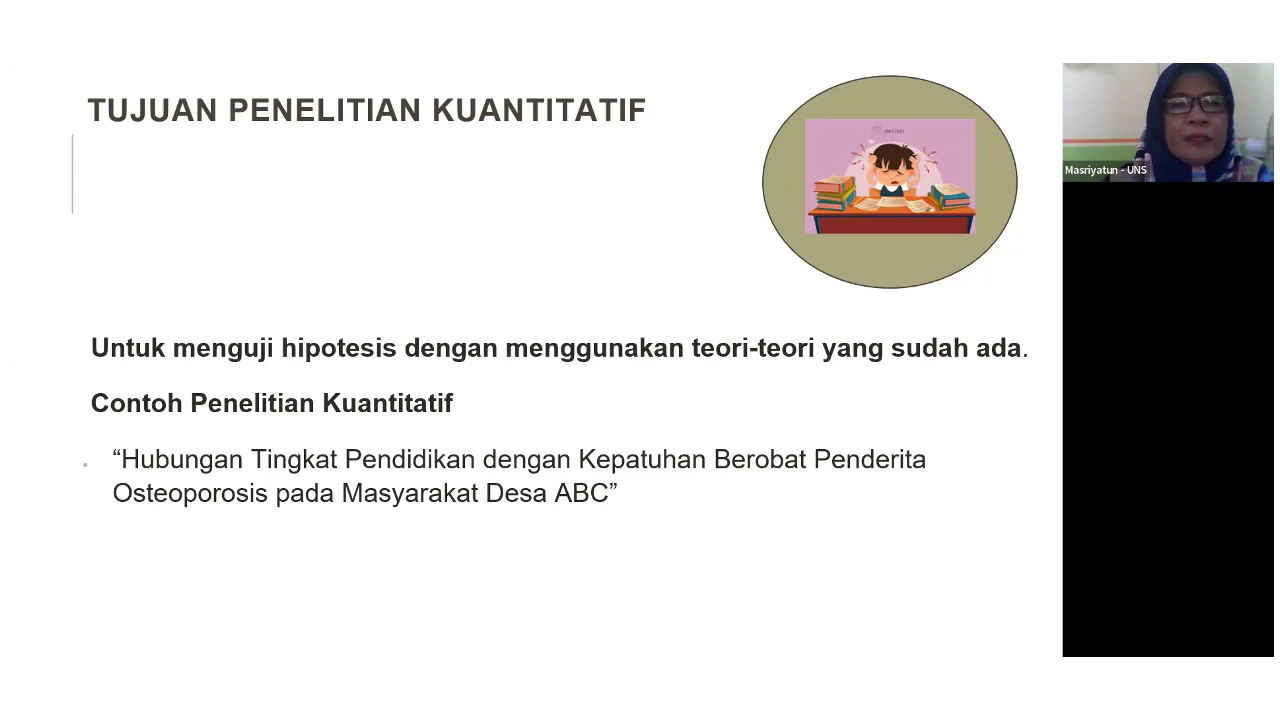 TUJUAN PENELITIAN KUANTITATIF
Masriyatun - UNS
Untuk menguji hipotesis dengan menggunakan teori-teori yang sudah ada.
Contoh Penelitian Kuantitatif
• “Hubungan Tingkat Pendidikan dengan Kepatuhan Berobat Penderita
Osteoporosis pada Masyarakat Desa ABC”